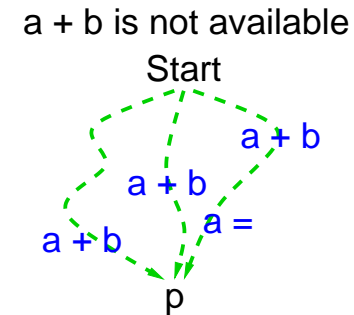 a + b is not available
Start
a + b
a + b
a =
a + b
p